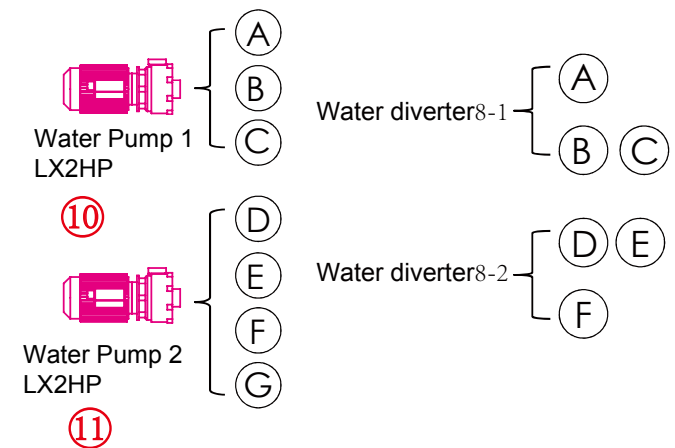 A
B
C
Water Pump 1
LX2HP
⑩
D
E
F
G
Water Pump 2
LX2HP
⑪
Water diverter8-1
A
B C
Water diverter8-2
D E
F